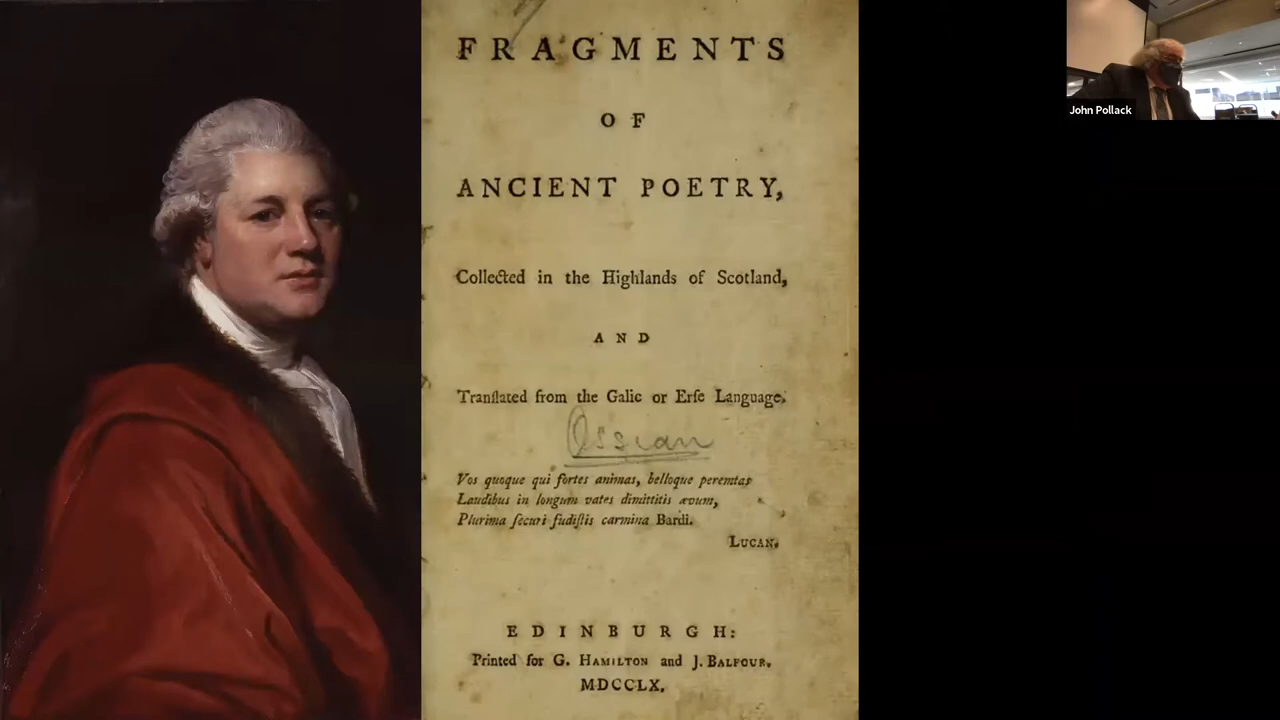 FRAGMENTS
OF
ANCIENT POETRY,
Collected in the Highlands of Scotland,
AND
Tranſlated from the Galic or Erſe Language.
Ossian
Vos quoque qui fortes animas, belloque peremtas
Laudibus in longum vates dimittitis ævum,
Plurima ſecuri fudiſtis carmina Bardi.
LUCAN.
EDINBURGH:
Printed for G. HAMILTON and J. BALFOUR.
MDCCLX.
John Pollack